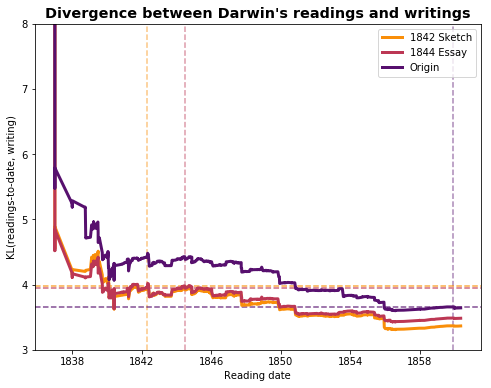 Divergence between Darwin's readings and writings
8
7
6
5
4
3
KL(readings-to-date, writing)
1842 Sketch
1844 Essay
Origin
1838 1842 1846 1850 1854 1858
Reading date